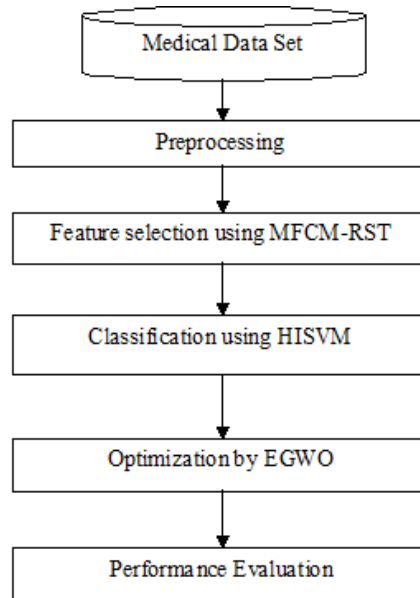 Medical Data Set
Preprocessing
Feature selection using MFCM-RST
Classification using HISVM
Optimization by EGWO
Performance Evaluation